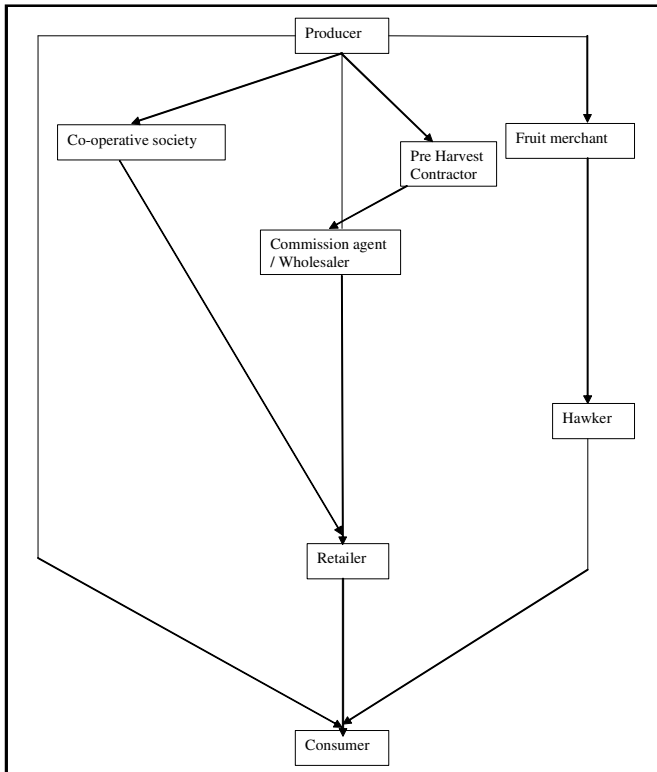 Producer
Co-operative society
Pre Harvest
Contractor
Fruit merchant
Commission agent
/ Wholesaler
Hawker
Retailer
Consumer